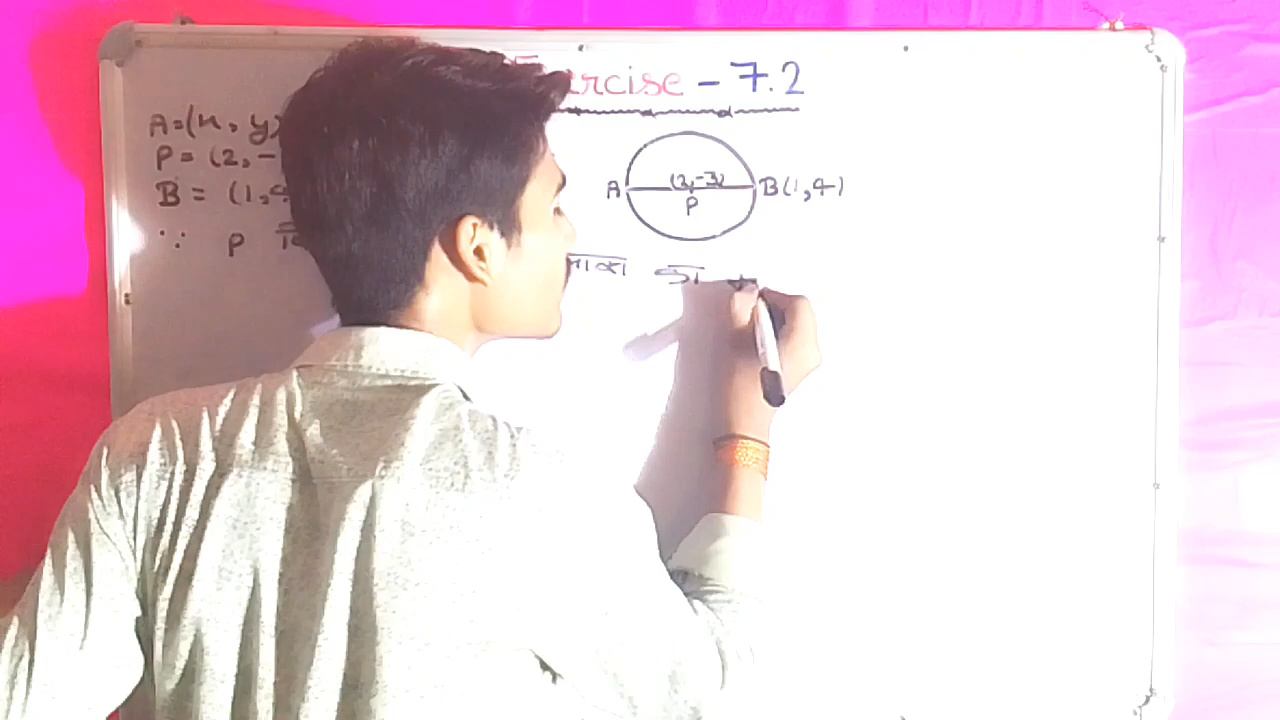 Exercise - 7.2
A=(x, y)
P = (2, -
B = (1, 4
∵ P
(2,-3)
A B(1,4)
P
का